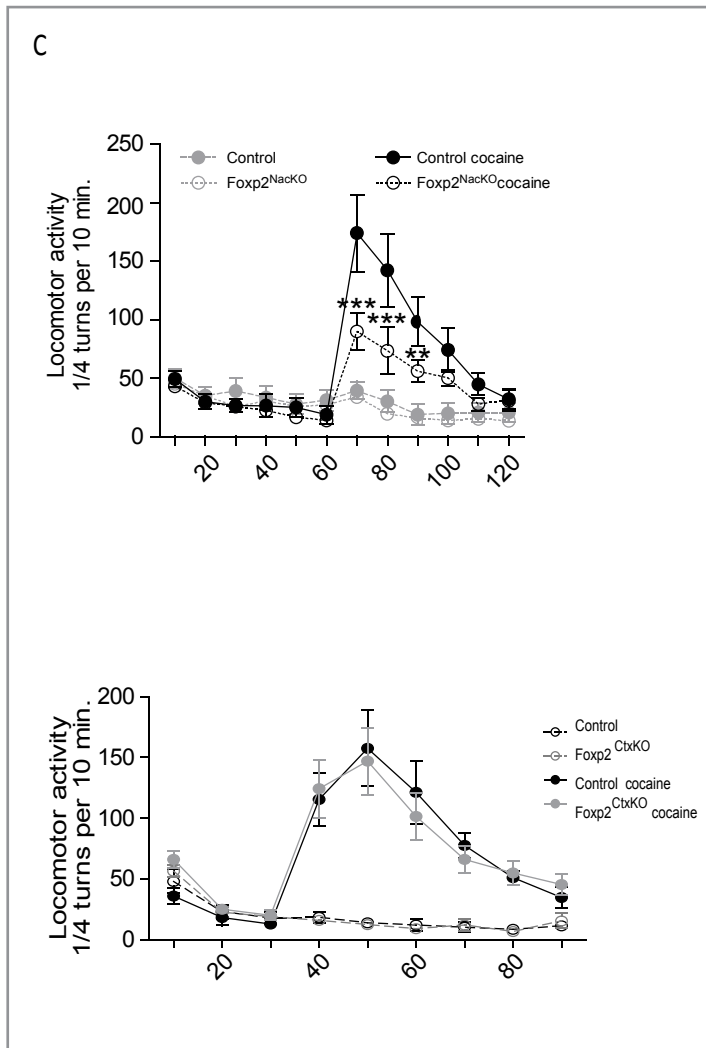 C
250
200
150
100
50
0
Locomotor activity
1/4 turns per 10 min.
Control
Control cocaine
Foxp2NacKO
Foxp2NacKOcocaine
***
***
**
20
40
60
80
100
120
200
150
100
50
0
Locomotor activity
1/4 turns per 10 min.
Control
Foxp2CtxKO
Control cocaine
Foxp2CtxKO cocaine
20
40
60
80